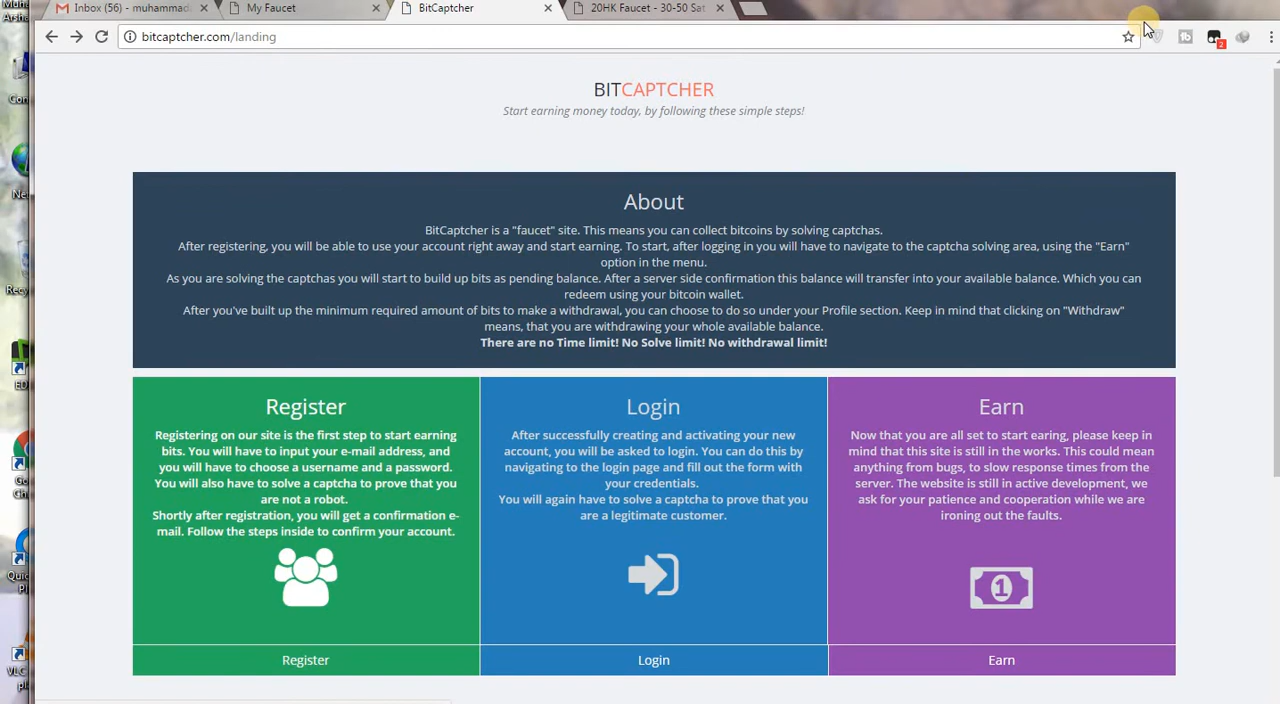 Inbox (56) - muhammad
My Faucet
BitCaptcher
20HK Faucet - 30-50 Sat
bitcaptcher.com/landing
2
BITCAPTCHER
Start earning money today, by following these simple steps!
About
BitCaptcher is a "faucet" site. This means you can collect bitcoins by solving captchas.
After registering, you will be able to use your account right away and start earning. To start, after logging in you will have to navigate to the captcha solving area, using the "Earn"
option in the menu.
As you are solving the captchas you will start to build up bits as pending balance. After a server side confirmation this balance will transfer into your available balance. Which you can
redeem using your bitcoin wallet.
After you've built up the minimum required amount of bits to make a withdrawal, you can choose to do so under your Profile section. Keep in mind that clicking on "Withdraw"
means, that you are withdrawing your whole available balance.
There are no Time limit! No Solve limit! No withdrawal limit!
Register
Registering on our site is the first step to start earning
bits. You will have to input your e-mail address, and
you will have to choose a username and a password.
You will also have to solve a captcha to prove that you
are not a robot.
Shortly after registration, you will get a confirmation e-
mail. Follow the steps inside to confirm your account.
Register
Login
After successfully creating and activating your new
account, you will be asked to login. You can do this by
navigating to the login page and fill out the form with
your credentials.
You will again have to solve a captcha to prove that you
are a legitimate customer.
Login
Earn
Now that you are all set to start earing, please keep in
mind that this site is still in the works. This could mean
anything from bugs, to slow response times from the
server. The website is still in active development, we
ask for your patience and cooperation while we are
ironing out the faults.
1
Earn